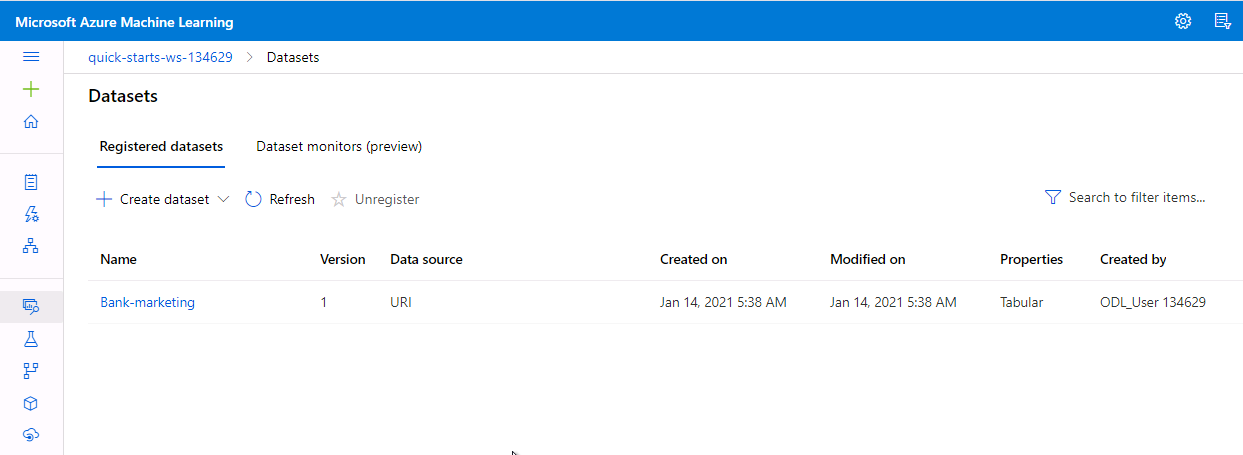 Microsoft Azure Machine Learning
quick-starts-ws-134629 > Datasets
Datasets
Registered datasets Dataset monitors (preview)
Create dataset Refresh Unregister Search to filter items...
Name Version Data source Created on Modified on Properties Created by
Bank-marketing 1 URI Jan 14, 2021 5:38 AM Jan 14, 2021 5:38 AM Tabular ODL_User 134629